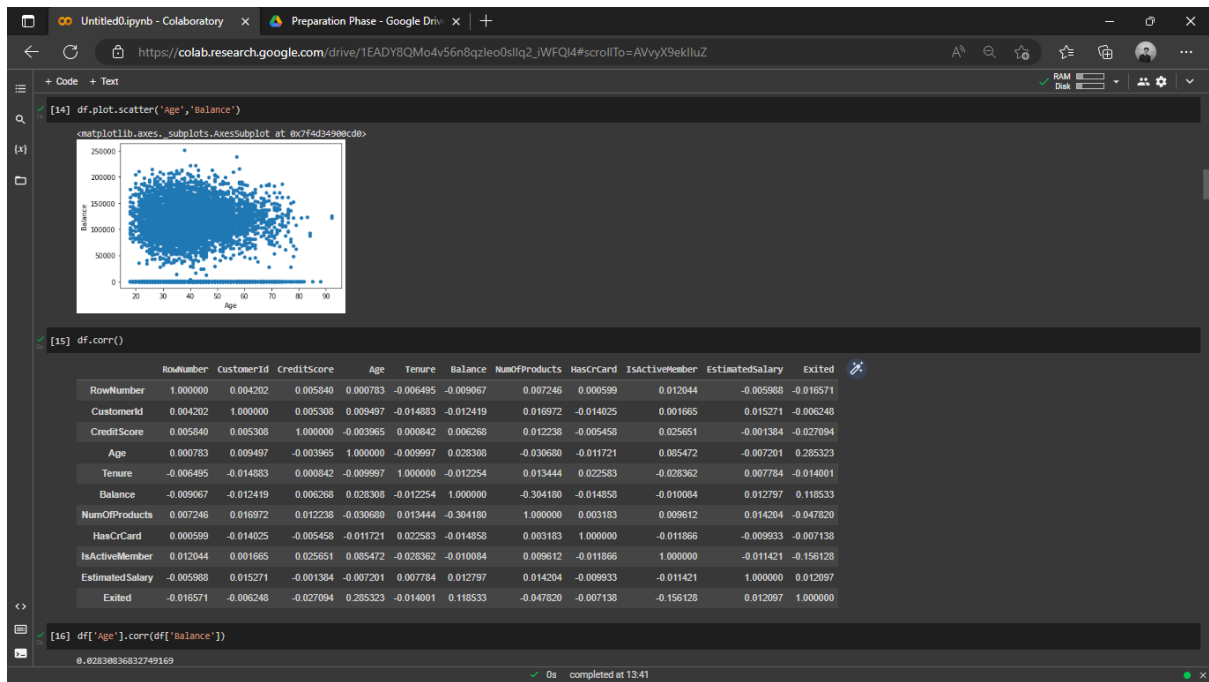 Untitled0.ipynb - Colaboratory
Preparation Phase - Google Driv
https://colab.research.google.com/drive/1EADY8QMo4v56n8qzleo0sIlq2_iWFQl4#scrollTo=AVvyX9ekIIuZ
+ Code + Text
RAM
Disk
[14] df.plot.scatter('Age','Balance')
<matplotlib.axes._subplots.AxesSubplot at 0x7f4d34900cd0>
250000
200000
150000
100000
50000
0
Balance
20 30 40 50 60 70 80 90
Age
[15] df.corr()
RowNumber CustomerId CreditScore Age Tenure Balance NumOfProducts HasCrCard IsActiveMember EstimatedSalary Exited
RowNumber 1.000000 0.004202 0.005840 0.000783 -0.006495 -0.009067 0.007246 0.000599 0.012044 -0.005988 -0.016571
CustomerId 0.004202 1.000000 0.005308 0.009497 -0.014883 -0.012419 0.016972 -0.014025 0.001665 0.015271 -0.006248
CreditScore 0.005840 0.005308 1.000000 -0.003965 0.000842 0.006268 0.012238 -0.005458 0.025651 -0.001384 -0.027094
Age 0.000783 0.009497 -0.003965 1.000000 -0.009997 0.028308 -0.030680 -0.011721 0.085472 -0.007201 0.285323
Tenure -0.006495 -0.014883 0.000842 -0.009997 1.000000 -0.012254 0.013444 0.022583 -0.028362 0.007784 -0.014001
Balance -0.009067 -0.012419 0.006268 0.028308 -0.012254 1.000000 -0.304180 -0.014858 -0.010084 0.012797 0.118533
NumOfProducts 0.007246 0.016972 0.012238 -0.030680 0.013444 -0.304180 1.000000 0.003183 0.009612 0.014204 -0.047820
HasCrCard 0.000599 -0.014025 -0.005458 -0.011721 0.022583 -0.014858 0.003183 1.000000 -0.011866 -0.009933 -0.007138
IsActiveMember 0.012044 0.001665 0.025651 0.085472 -0.028362 -0.010084 0.009612 -0.011866 1.000000 -0.011421 -0.156128
EstimatedSalary -0.005988 0.015271 -0.001384 -0.007201 0.007784 0.012797 0.014204 -0.009933 -0.011421 1.000000 0.012097
Exited -0.016571 -0.006248 -0.027094 0.285323 -0.014001 0.118533 -0.047820 -0.007138 -0.156128 0.012097 1.000000
[16] df['Age'].corr(df['Balance'])
0.02830836832749169
0s completed at 13:41